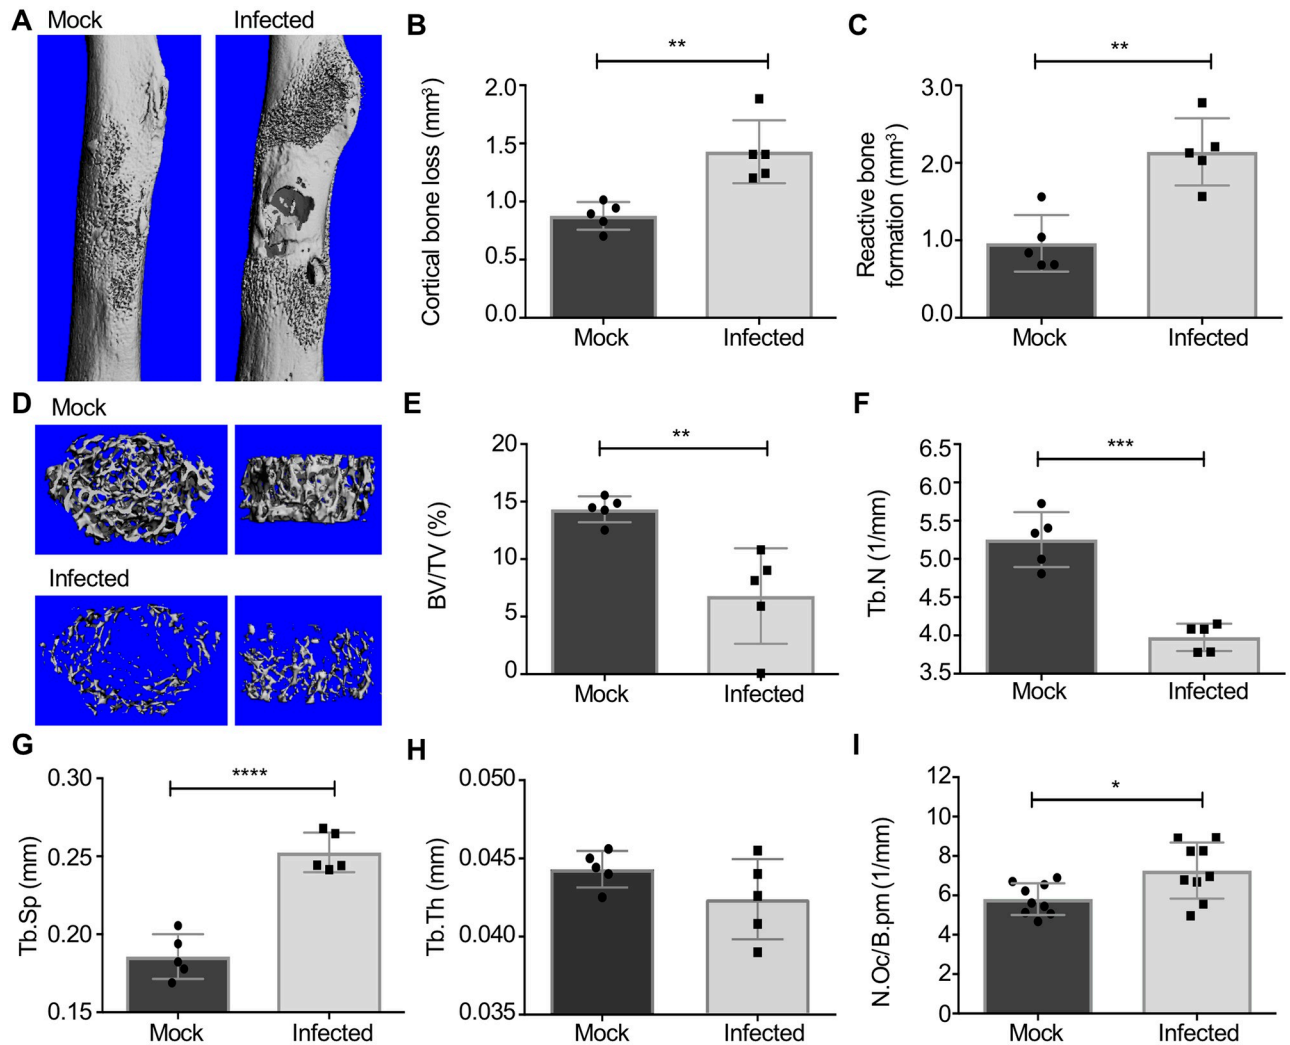 A
Mock
Infected
B
**
Cortical bone loss (mm³)
2.0
1.5
1.0
0.5
0.0
Mock
Infected
C
**
Reactive bone
formation (mm³)
3.0
2.0
1.0
0.0
Mock
Infected
D
Mock
Infected
E
**
BV/TV (%)
20
15
10
5
0
Mock
Infected
F
***
Tb.N (1/mm)
6.5
6.0
5.5
5.0
4.5
4.0
3.5
Mock
Infected
G
****
Tb.Sp (mm)
0.30
0.25
0.20
0.15
Mock
Infected
H
Tb.Th (mm)
0.050
0.045
0.040
0.035
Mock
Infected
I
*
N.Oc/B.pm (1/mm)
12
10
8
6
4
2
0
Mock
Infected